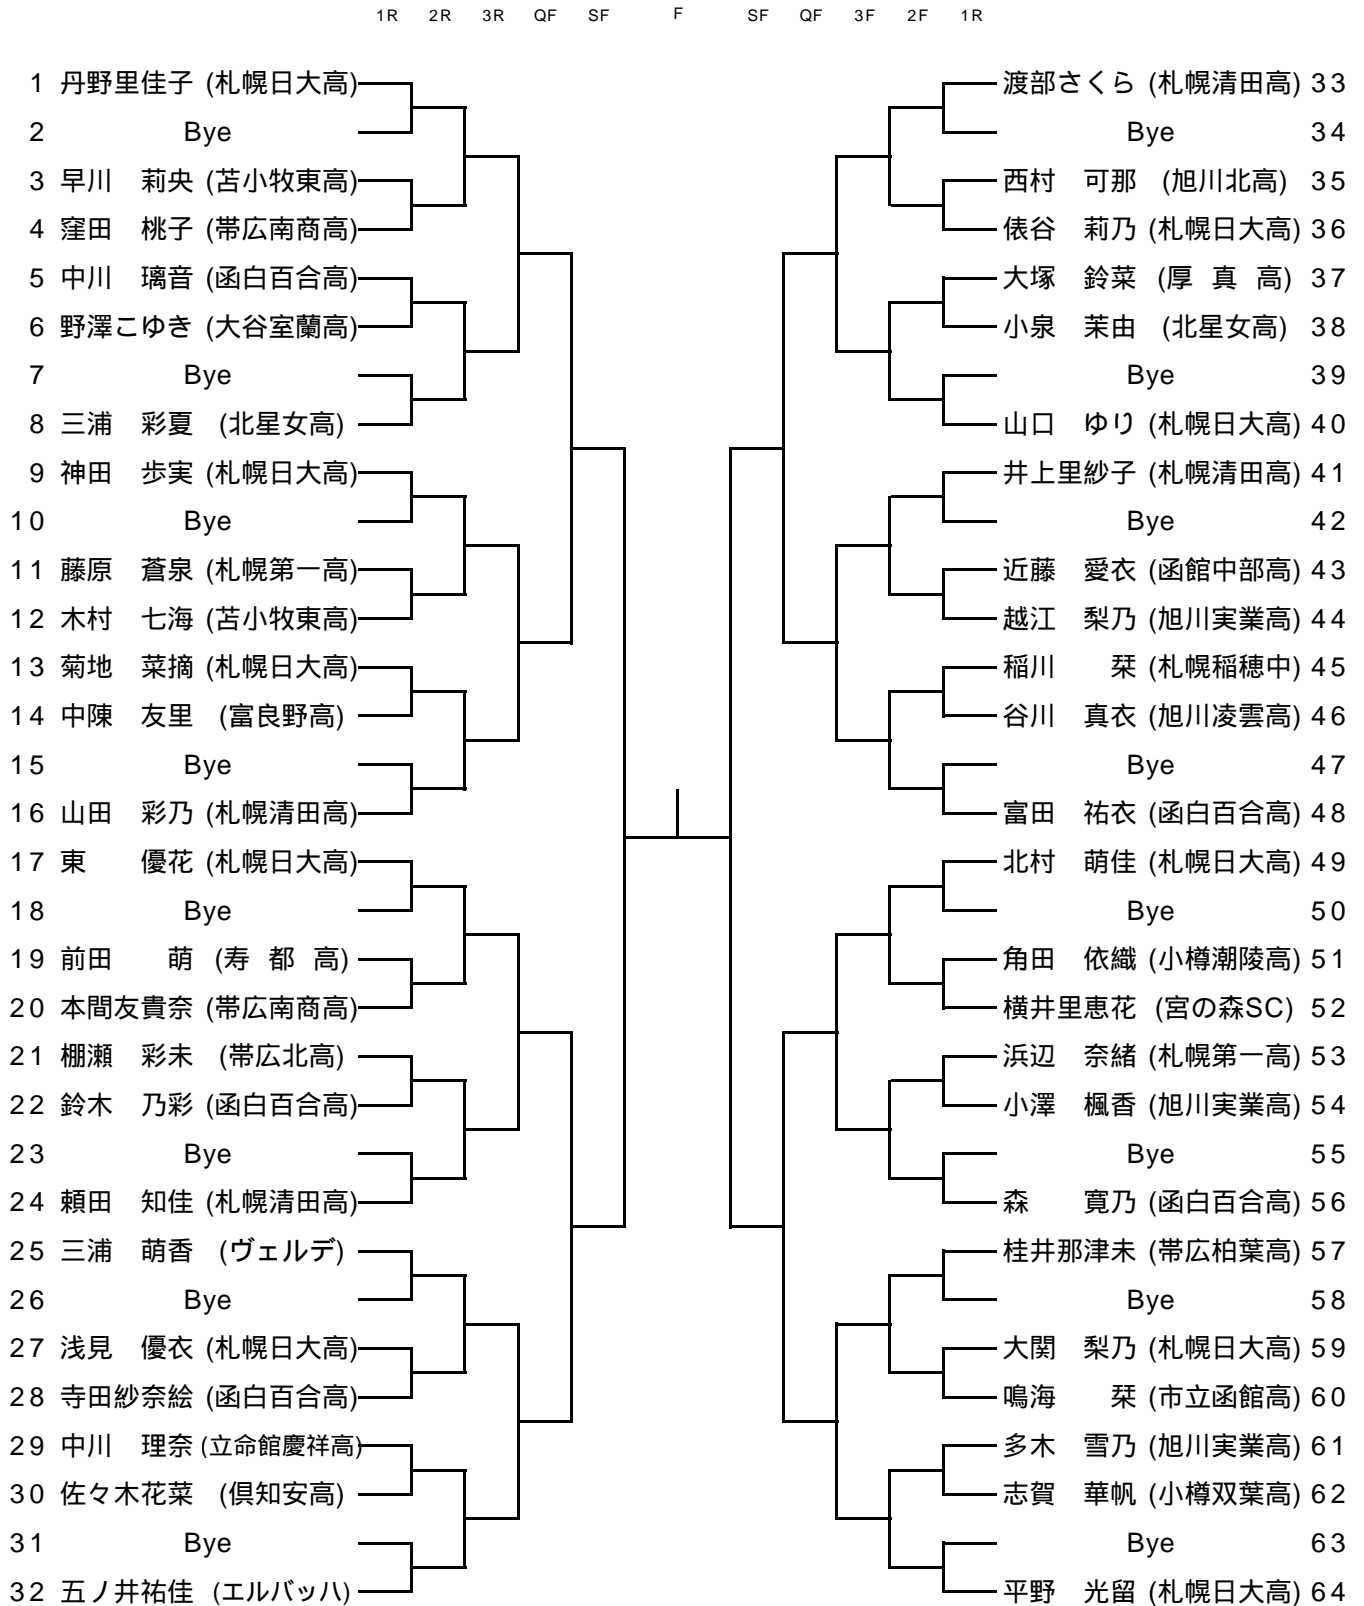 1R 2R 3R QF SF F SF QF 3F 2F 1R
1 丹野里佳子 (札幌日大高) 渡部さくら (札幌清田高) 33
2 Bye Bye 34
3 早川 莉央 (苫小牧東高) 西村 可那 (旭川北高) 35
4 窪田 桃子 (帯広南商高) 俵谷 莉乃 (札幌日大高) 36
5 中川 璃音 (函白百合高) 大塚 鈴菜 (厚 真 高) 37
6 野澤こゆき (大谷室蘭高) 小泉 茉由 (北星女高) 38
7 Bye Bye 39
8 三浦 彩夏 (北星女高) 山口 ゆり (札幌日大高) 40
9 神田 歩実 (札幌日大高) 井上里紗子 (札幌清田高) 41
10 Bye Bye 42
11 藤原 蒼泉 (札幌第一高) 近藤 愛衣 (函館中部高) 43
12 木村 七海 (苫小牧東高) 越江 梨乃 (旭川実業高) 44
13 菊地 菜摘 (札幌日大高) 稲川 栞 (札幌稲穂中) 45
14 中陳 友里 (富良野高) 谷川 真衣 (旭川凌雲高) 46
15 Bye Bye 47
16 山田 彩乃 (札幌清田高) 富田 祐衣 (函白百合高) 48
17 東 優花 (札幌日大高) 北村 萌佳 (札幌日大高) 49
18 Bye Bye 50
19 前田 萌 (寿 都 高) 角田 依織 (小樽潮陵高) 51
20 本間友貴奈 (帯広南商高) 横井里恵花 (宮の森SC) 52
21 棚瀬 彩未 (帯広北高) 浜辺 奈緒 (札幌第一高) 53
22 鈴木 乃彩 (函白百合高) 小澤 楓香 (旭川実業高) 54
23 Bye Bye 55
24 頼田 知佳 (札幌清田高) 森 寛乃 (函白百合高) 56
25 三浦 萌香 (ヴェルデ) 桂井那津未 (帯広柏葉高) 57
26 Bye Bye 58
27 浅見 優衣 (札幌日大高) 大関 梨乃 (札幌日大高) 59
28 寺田紗奈絵 (函白百合高) 鳴海 栞 (市立函館高) 60
29 中川 理奈 (立命館慶祥高) 多木 雪乃 (旭川実業高) 61
30 佐々木花菜 (倶知安高) 志賀 華帆 (小樽双葉高) 62
31 Bye Bye 63
32 五ノ井祐佳 (エルバッハ) 平野 光留 (札幌日大高) 64